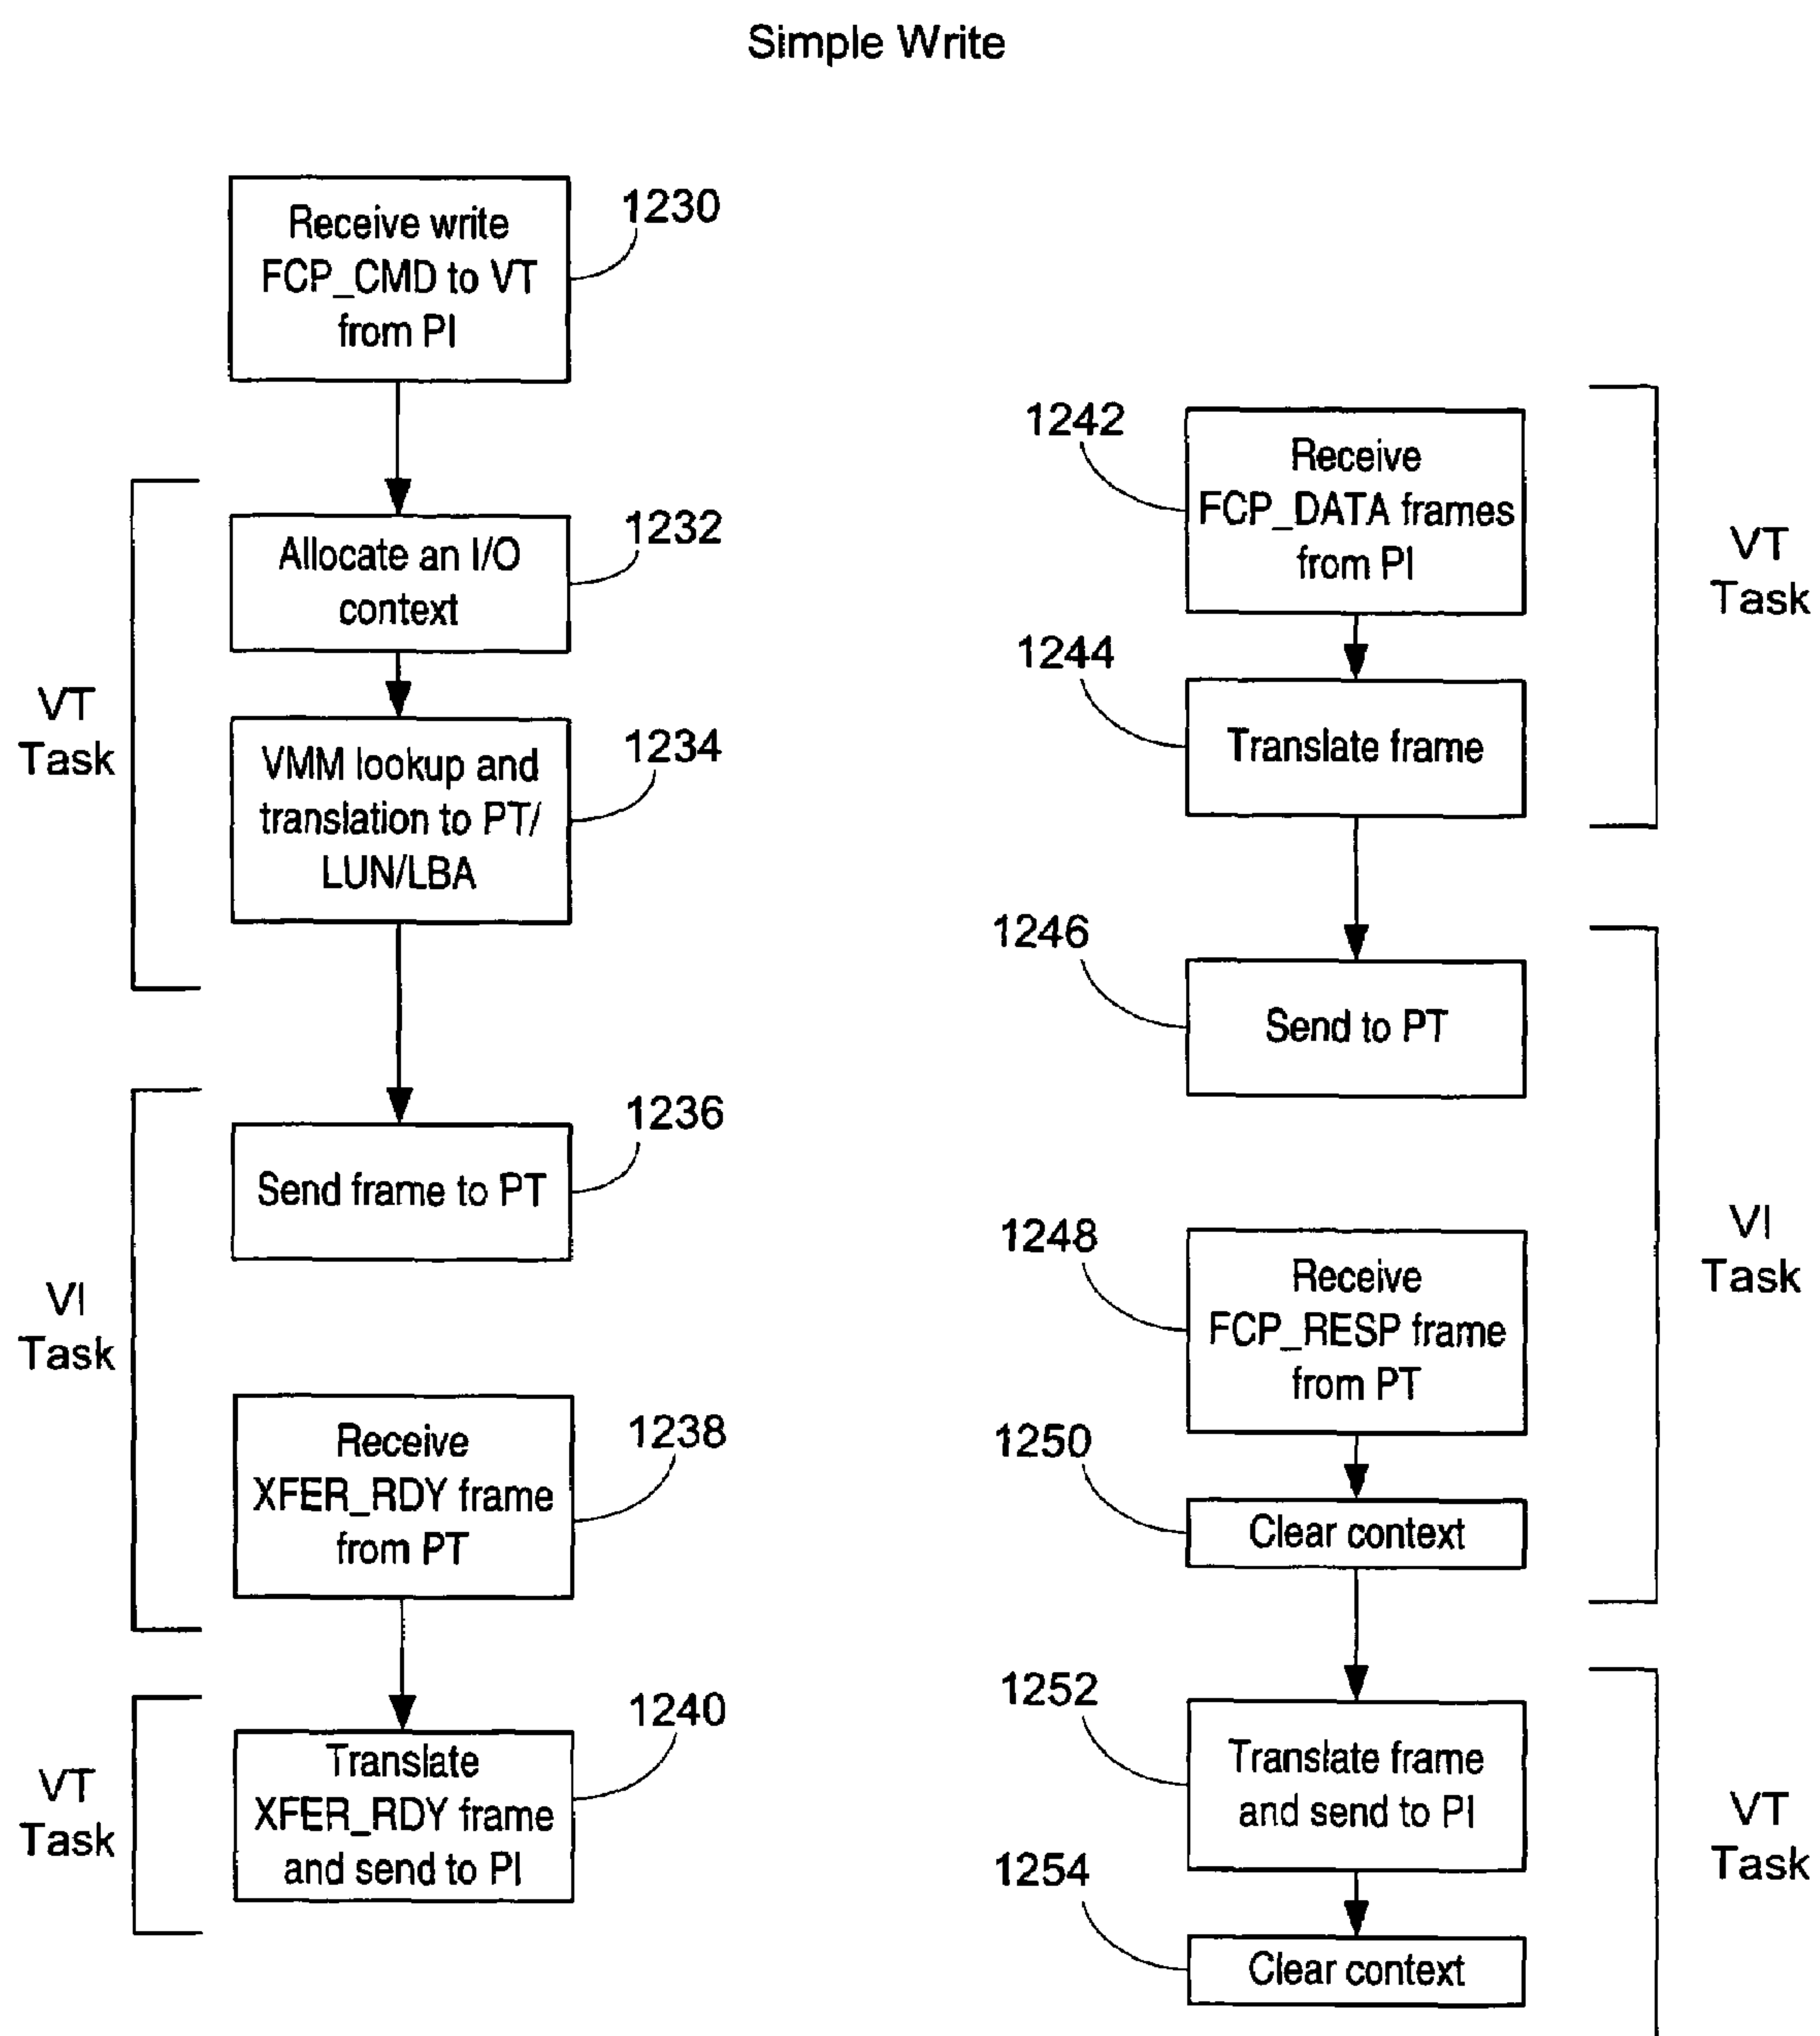 Simple Write
Receive write
FCP_CMD to VT
from PI
1230
VT
Task
Allocate an I/O
context
1232
VMM lookup and
translation to PT/
LUN/LBA
1234
VI
Task
Send frame to PT
1236
Receive
XFER_RDY frame
from PT
1238
VT
Task
Translate
XFER_RDY frame
and send to PI
1240
1242
Receive
FCP_DATA frames
from PI
VT
Task
1244
Translate frame
1246
Send to PT
VI
Task
1248
Receive
FCP_RESP frame
from PT
1250
Clear context
1252
Translate frame
and send to PI
VT
Task
1254
Clear context